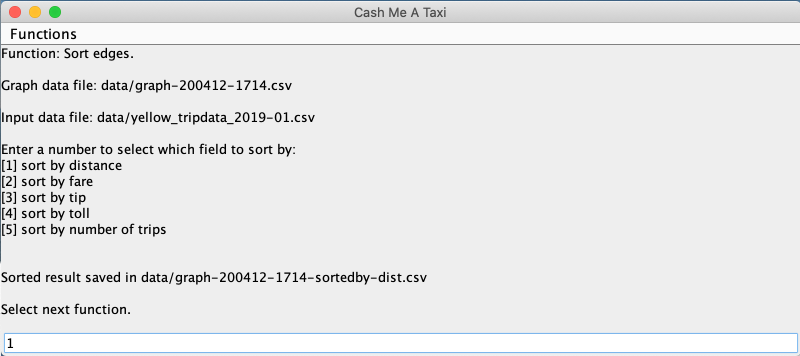 Cash Me A Taxi
Functions
Function: Sort edges.
Graph data file: data/graph-200412-1714.csv
Input data file: data/yellow_tripdata_2019-01.csv
Enter a number to select which field to sort by:
[1] sort by distance
[2] sort by fare
[3] sort by tip
[4] sort by toll
[5] sort by number of trips
Sorted result saved in data/graph-200412-1714-sortedby-dist.csv
Select next function.
1